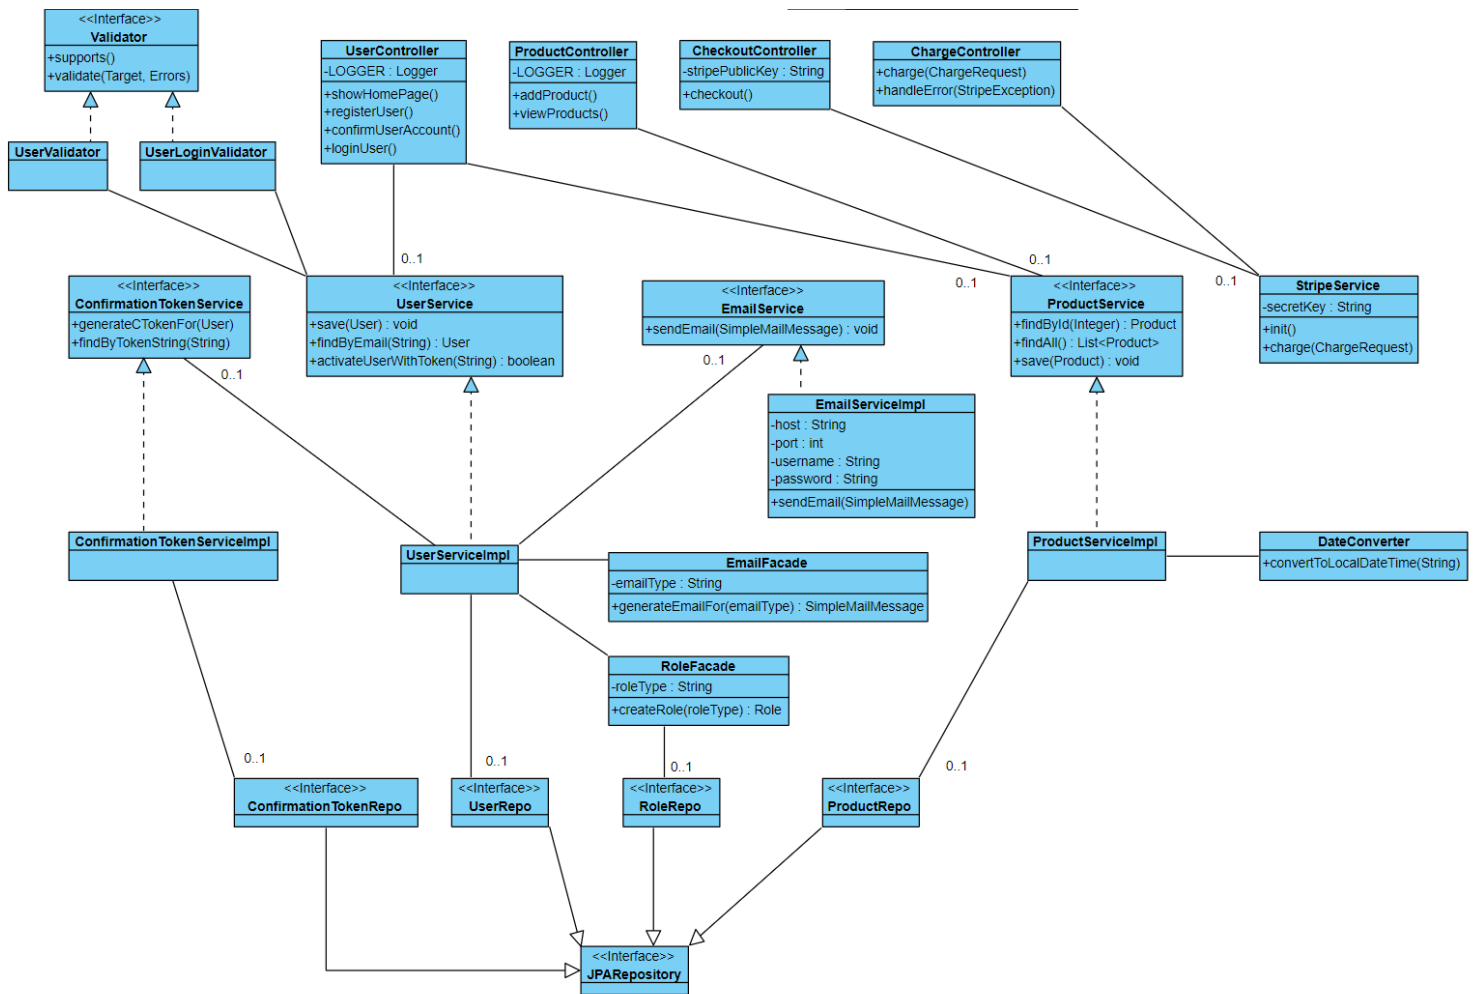 <<Interface>>
Validator
+supports()
+validate(Target, Errors)
UserController
-LOGGER : Logger
+showHomePage()
+registerUser()
+confirmUserAccount()
+loginUser()
ProductController
-LOGGER : Logger
+addProduct()
+viewProducts()
CheckoutController
-stripePublicKey : String
+checkout()
ChargeController
+charge(ChargeRequest)
+handleError(StripeException)
UserValidator
UserLoginValidator
0..1
0..1
0..1
0..1
<<Interface>>
ConfirmationTokenService
+generateCTokenFor(User)
+findByTokenString(String)
<<Interface>>
UserService
+save(User) : void
+findByEmail(String) : User
+activateUserWithToken(String) : boolean
<<Interface>>
EmailService
+sendEmail(SimpleMailMessage) : void
<<Interface>>
ProductService
+findById(Integer) : Product
+findAll() : List<Product>
+save(Product) : void
StripeService
-secretKey : String
+init()
+charge(ChargeRequest)
0..1
0..1
EmailServiceImpl
-host : String
-port : int
-username : String
-password : String
+sendEmail(SimpleMailMessage)
ConfirmationTokenServiceImpl
UserServiceImpl
EmailFacade
-emailType : String
+generateEmailFor(emailType) : SimpleMailMessage
ProductServiceImpl
DateConverter
+convertToLocalDateTime(String)
RoleFacade
-roleType : String
+createRole(roleType) : Role
0..1
0..1
0..1
0..1
<<Interface>>
ConfirmationTokenRepo
<<Interface>>
UserRepo
<<Interface>>
RoleRepo
<<Interface>>
ProductRepo
<<Interface>>
JPARepository